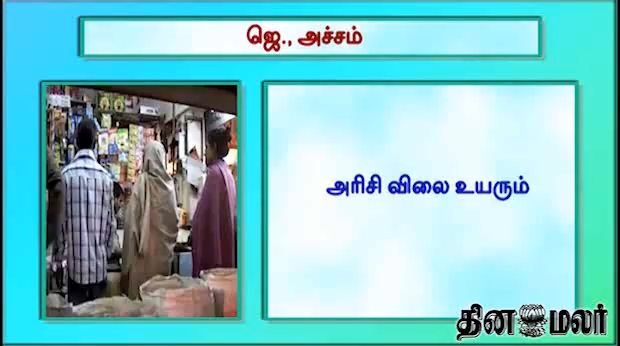 ஜெ., அச்சம்
அரிசி விலை உயரும்
தினமலர்